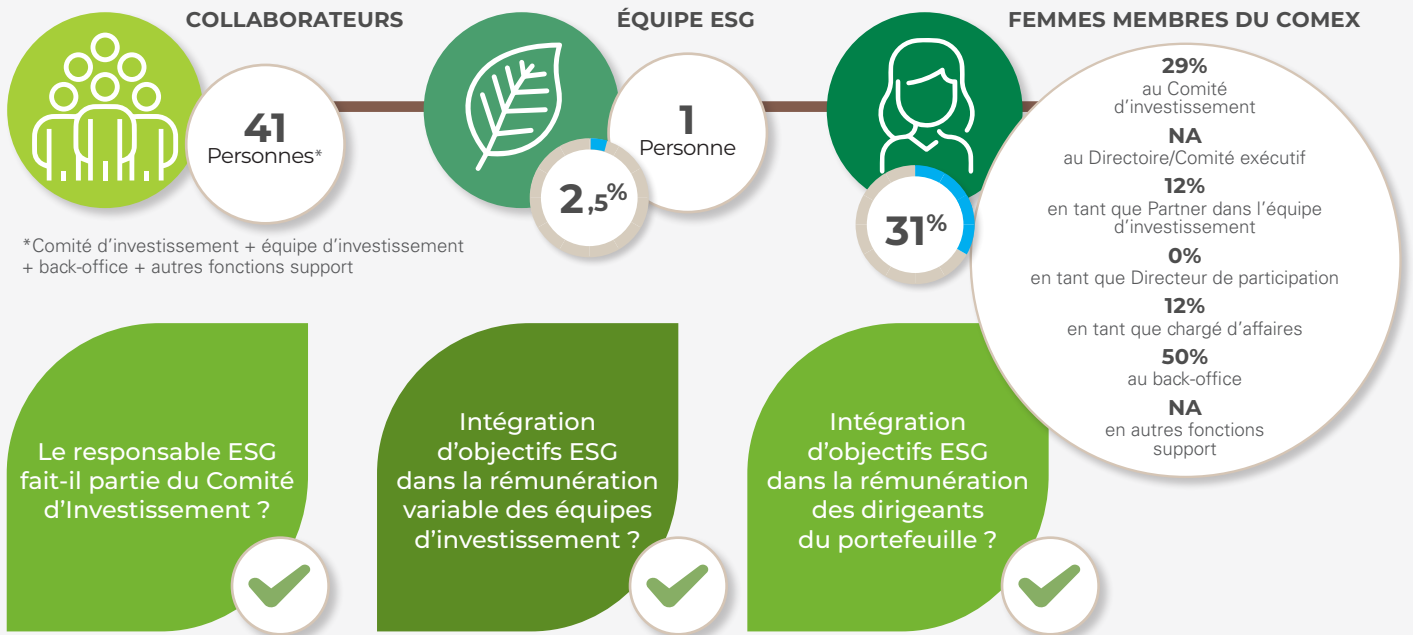 COLLABORATEURS
41
Personnes*
*Comité d'investissement + équipe d'investissement
+ back-office + autres fonctions support
ÉQUIPE ESG
1
Personne
2,5%
FEMMES MEMBRES DU COMEX
31%
29%
au Comité
d'investissement
NA
au Directoire/Comité exécutif
12%
en tant que Partner dans l'équipe
d'investissement
0%
en tant que Directeur de participation
12%
en tant que chargé d'affaires
50%
au back-office
NA
en autres fonctions
support
Le responsable ESG
fait-il partie du Comité
d'Investissement ?
Intégration
d'objectifs ESG
dans la rémunération
variable des équipes
d'investissement ?
Intégration
d'objectifs ESG
dans la rémunération
des dirigeants
du portefeuille ?